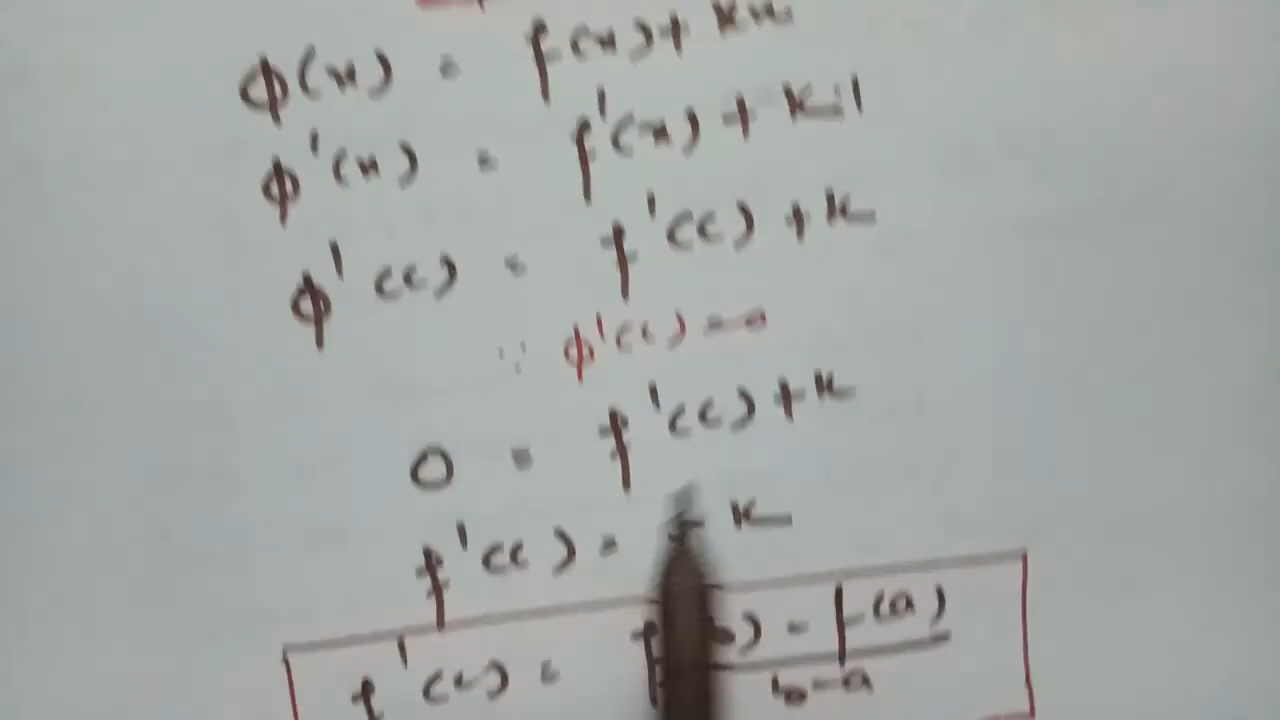 ϕ(x) = f(x) + Kx
ϕ'(x) = f'(x) + K·1
ϕ'(c) = f'(c) + K
∵ ϕ'(c) = 0
0 = f'(c) + K
f'(c) = - K
f'(c) = f(b) - f(a) / b-a